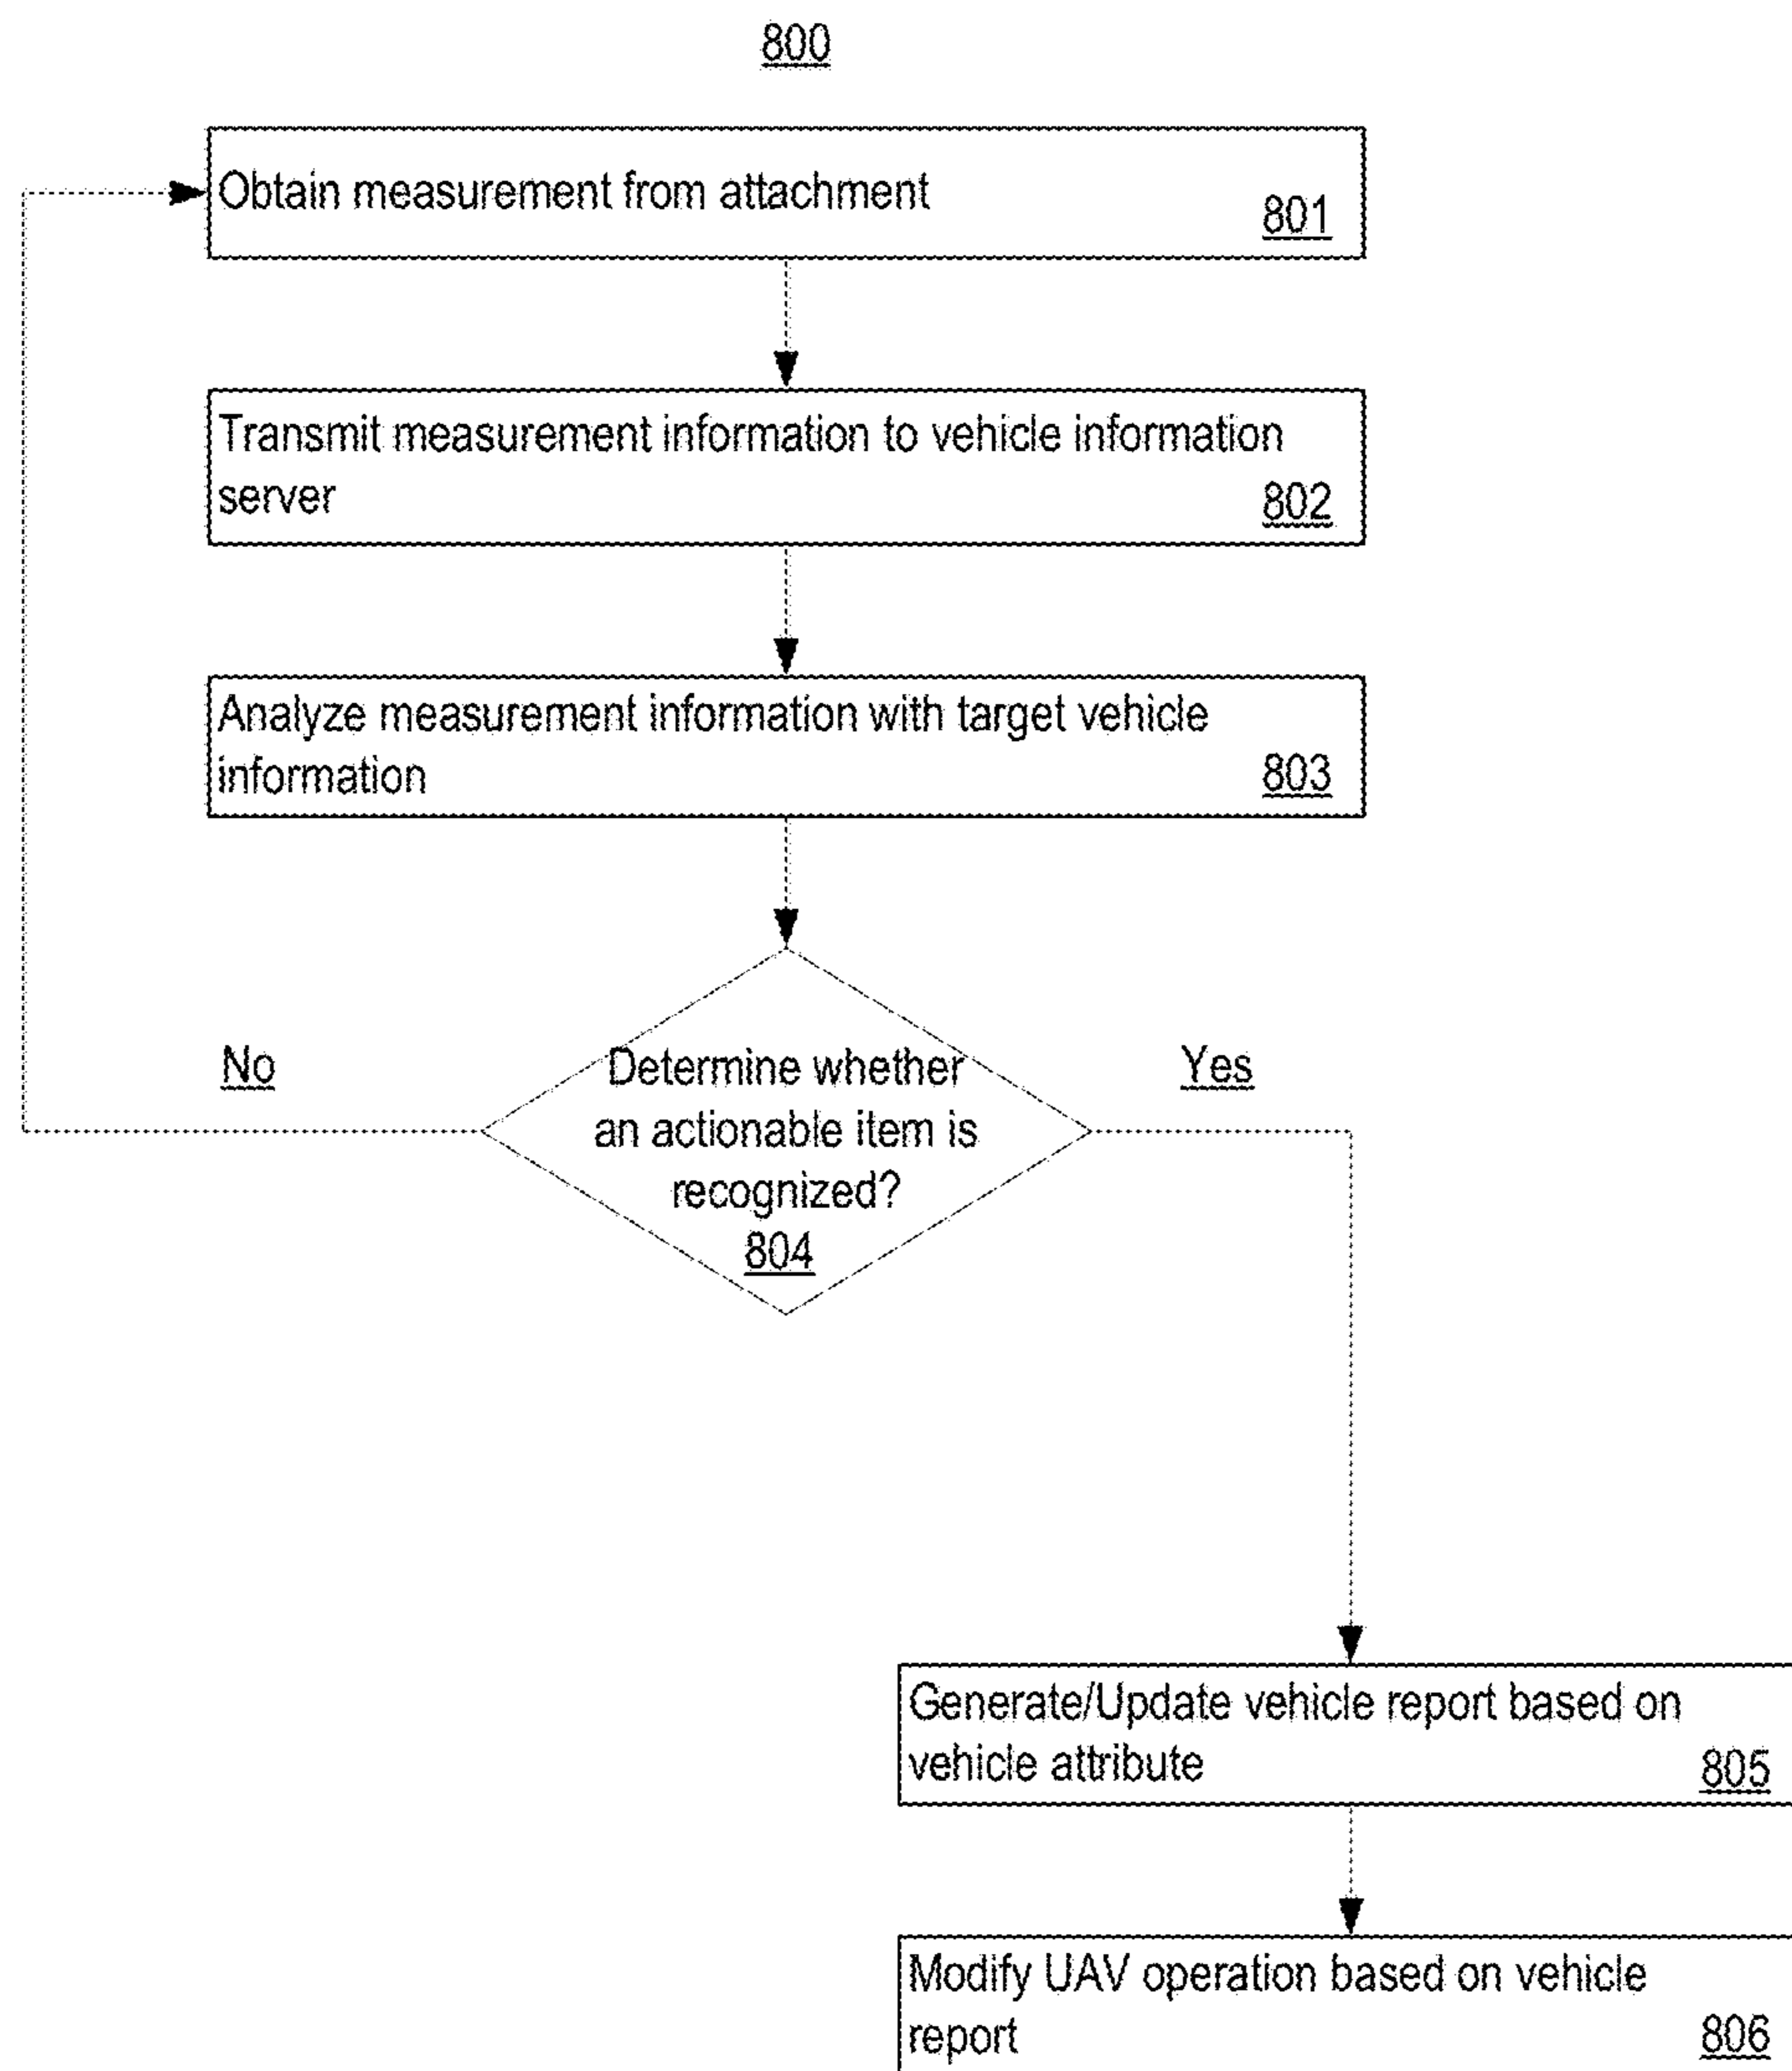 800
Obtain measurement from attachment
801
Transmit measurement information to vehicle information
server
802
Analyze measurement information with target vehicle
information
803
No
Yes
Determine whether
an actionable item is
recognized?
804
Generate/Update vehicle report based on
vehicle attribute
805
Modify UAV operation based on vehicle
report
806